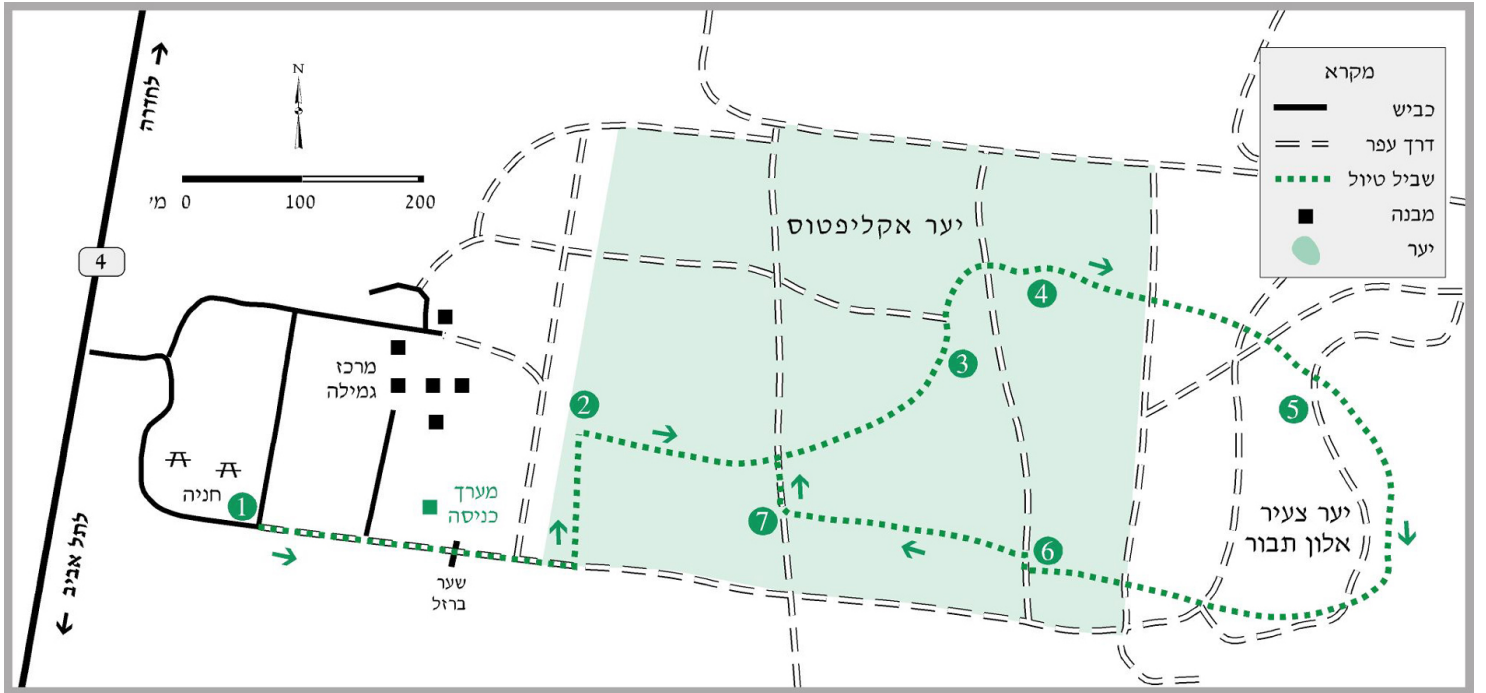 לחדרה
N
מ' 0 100 200
4
לתל אביב
מרכז
גמילה
חניה
מערך
כניסה
שער
ברזל
יער אקליפטוס
יער צעיר
אלון תבור
1
2
3
4
5
6
7
מקרא
כביש
דרך עפר
שביל טיול
מבנה
יער